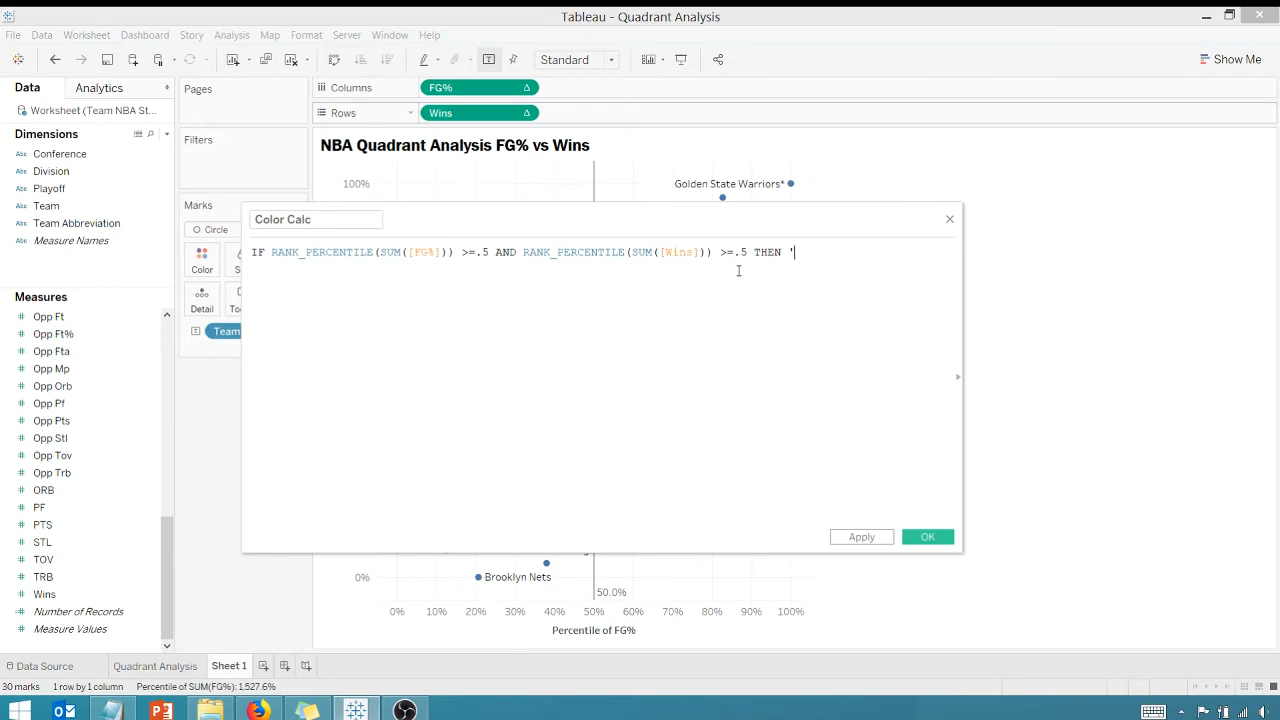 Tableau - Quadrant Analysis
File Data Worksheet Dashboard Story Analysis Map Format Server Window Help
Standard
Show Me
Data Analytics
Pages
Columns
FG%
Worksheet (Team NBA St...
Rows
Wins
Dimensions
Filters
NBA Quadrant Analysis FG% vs Wins
Abc Conference
Abc Division
Abc Playoff
Abc Team
Abc Team Abbreviation
Abc Measure Names
Marks
Circle
Color
Detail
Team
100%
Golden State Warriors*
Color Calc
IF RANK_PERCENTILE(SUM([FG%])) >=.5 AND RANK_PERCENTILE(SUM([Wins])) >=.5 THEN '
Apply
OK
Measures
# Opp Ft
# Opp Ft%
# Opp Fta
# Opp Mp
# Opp Orb
# Opp Pf
# Opp Pts
# Opp Stl
# Opp Tov
# Opp Trb
# ORB
# PF
# PTS
# STL
# TOV
# TRB
# Wins
# Number of Records
# Measure Values
0%
Brooklyn Nets
50.0%
0% 10% 20% 30% 40% 50% 60% 70% 80% 90% 100%
Percentile of FG%
Data Source Quadrant Analysis Sheet 1
30 marks 1 row by 1 column Percentile of SUM(FG%): 1,527.6%